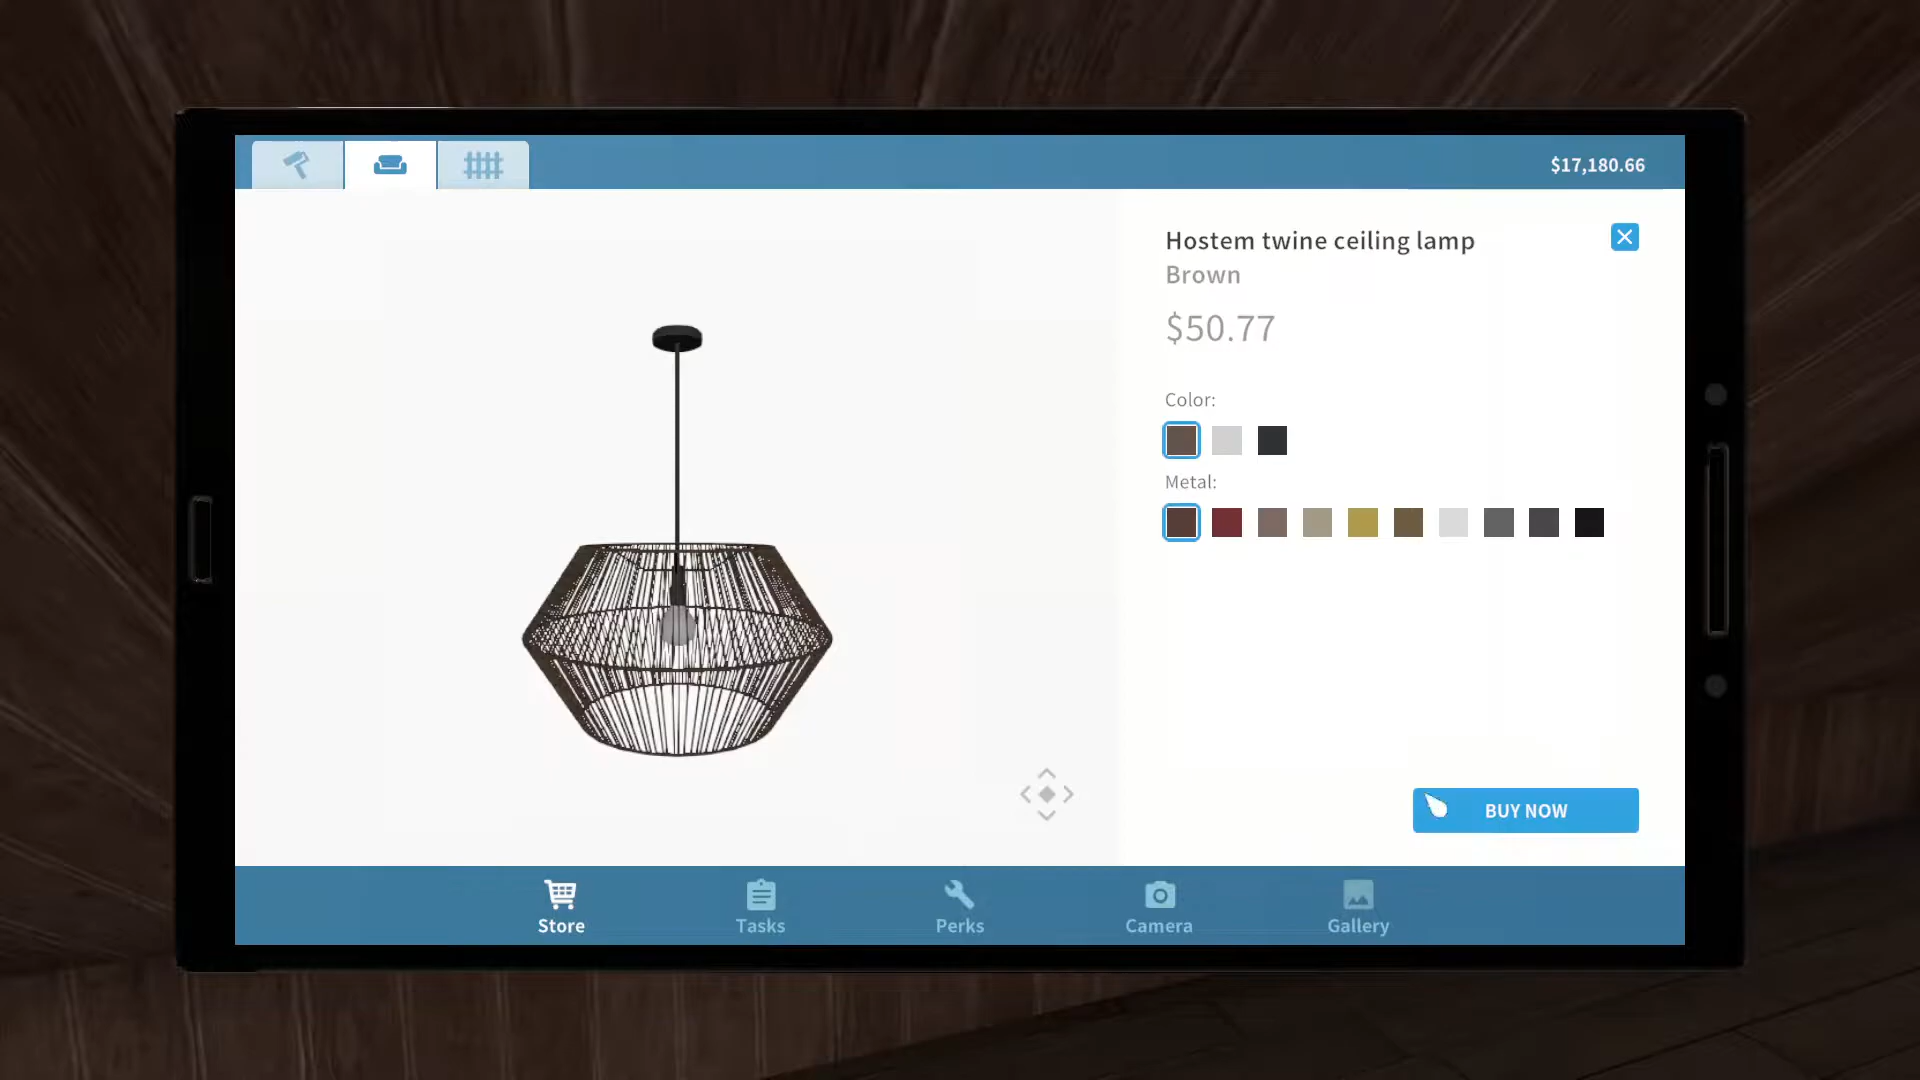 $17,180.66
Hostem twine ceiling lamp
Brown
$50.77
Color:
Metal:
BUY NOW
Store
Tasks
Perks
Camera
Gallery